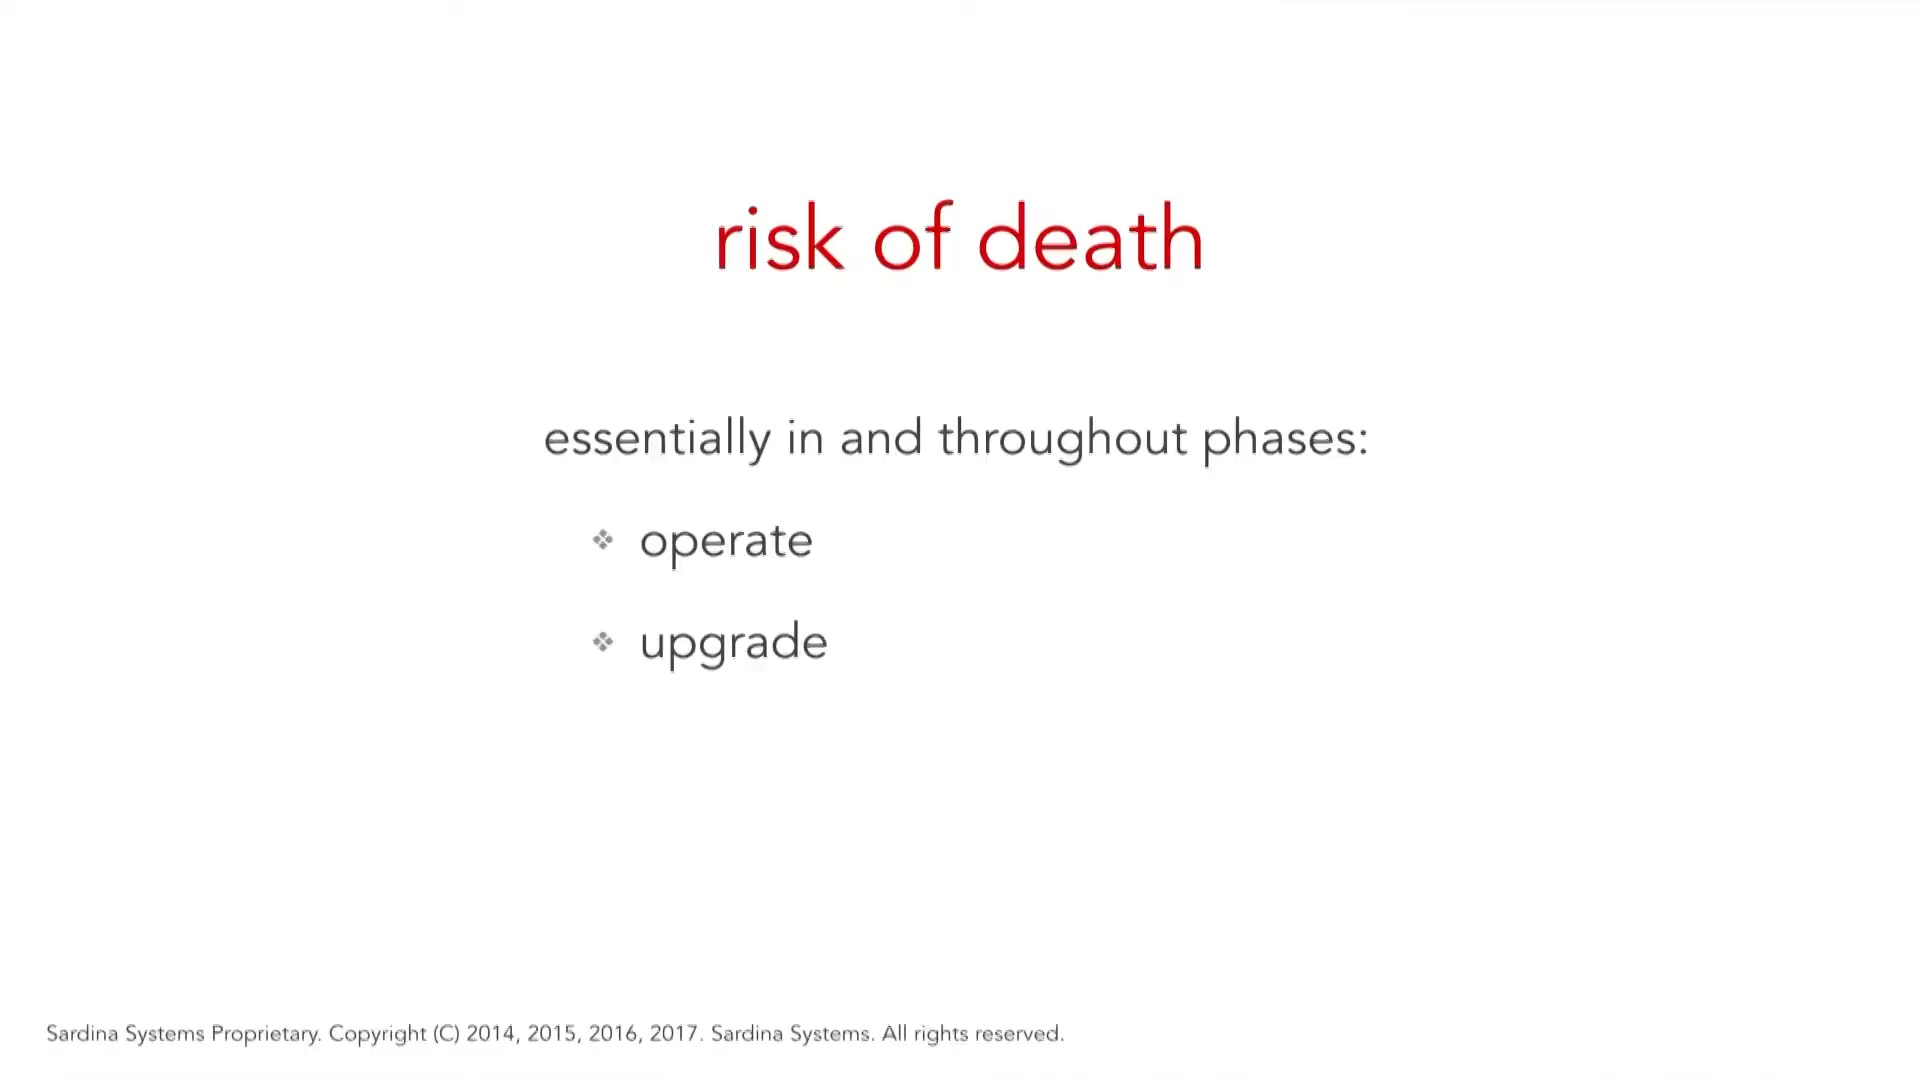 risk of death
essentially in and throughout phases:
❖ operate
❖ upgrade
Sardina Systems Proprietary. Copyright (C) 2014, 2015, 2016, 2017. Sardina Systems. All rights reserved.